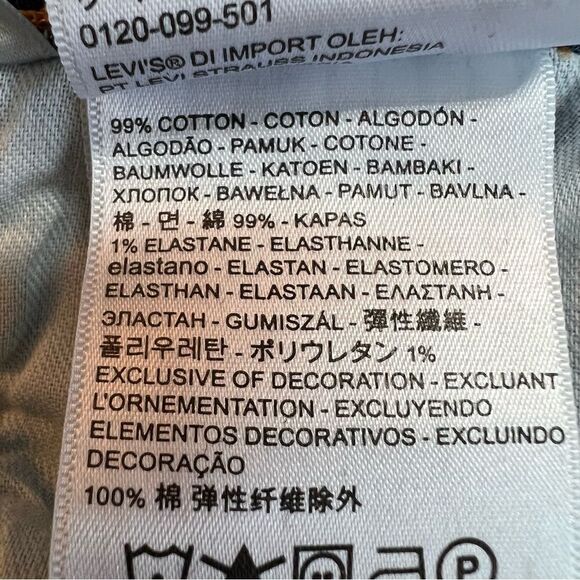 0120-099-501
LEVI'S® DI IMPORT OLEH:
PT LEVI STRAUSS INDONESIA
99% COTTON - COTON - ALGODÓN -
ALGODÃO - PAMUK - COTONE -
BAUMWOLLE - KATOEN - BAMBAKI -
ХЛОПОК - BAWEŁNA - PAMUT - BAVLNA -
棉 - 면 - 綿 99% - KAPAS
1% ELASTANE - ELASTHANNE -
elastano - ELASTAN - ELASTOMERO -
ELASTHAN - ELASTAAN - ΕΛΑΣΤΑΝΗ -
ЭЛАСТАН - GUMISZÁL - 彈性纖維 -
폴리우레탄 - ポリウレタン 1%
EXCLUSIVE OF DECORATION - EXCLUANT
L'ORNEMENTATION - EXCLUYENDO
ELEMENTOS DECORATIVOS - EXCLUINDO
DECORAÇÃO
100% 棉 弹性纤维除外
P